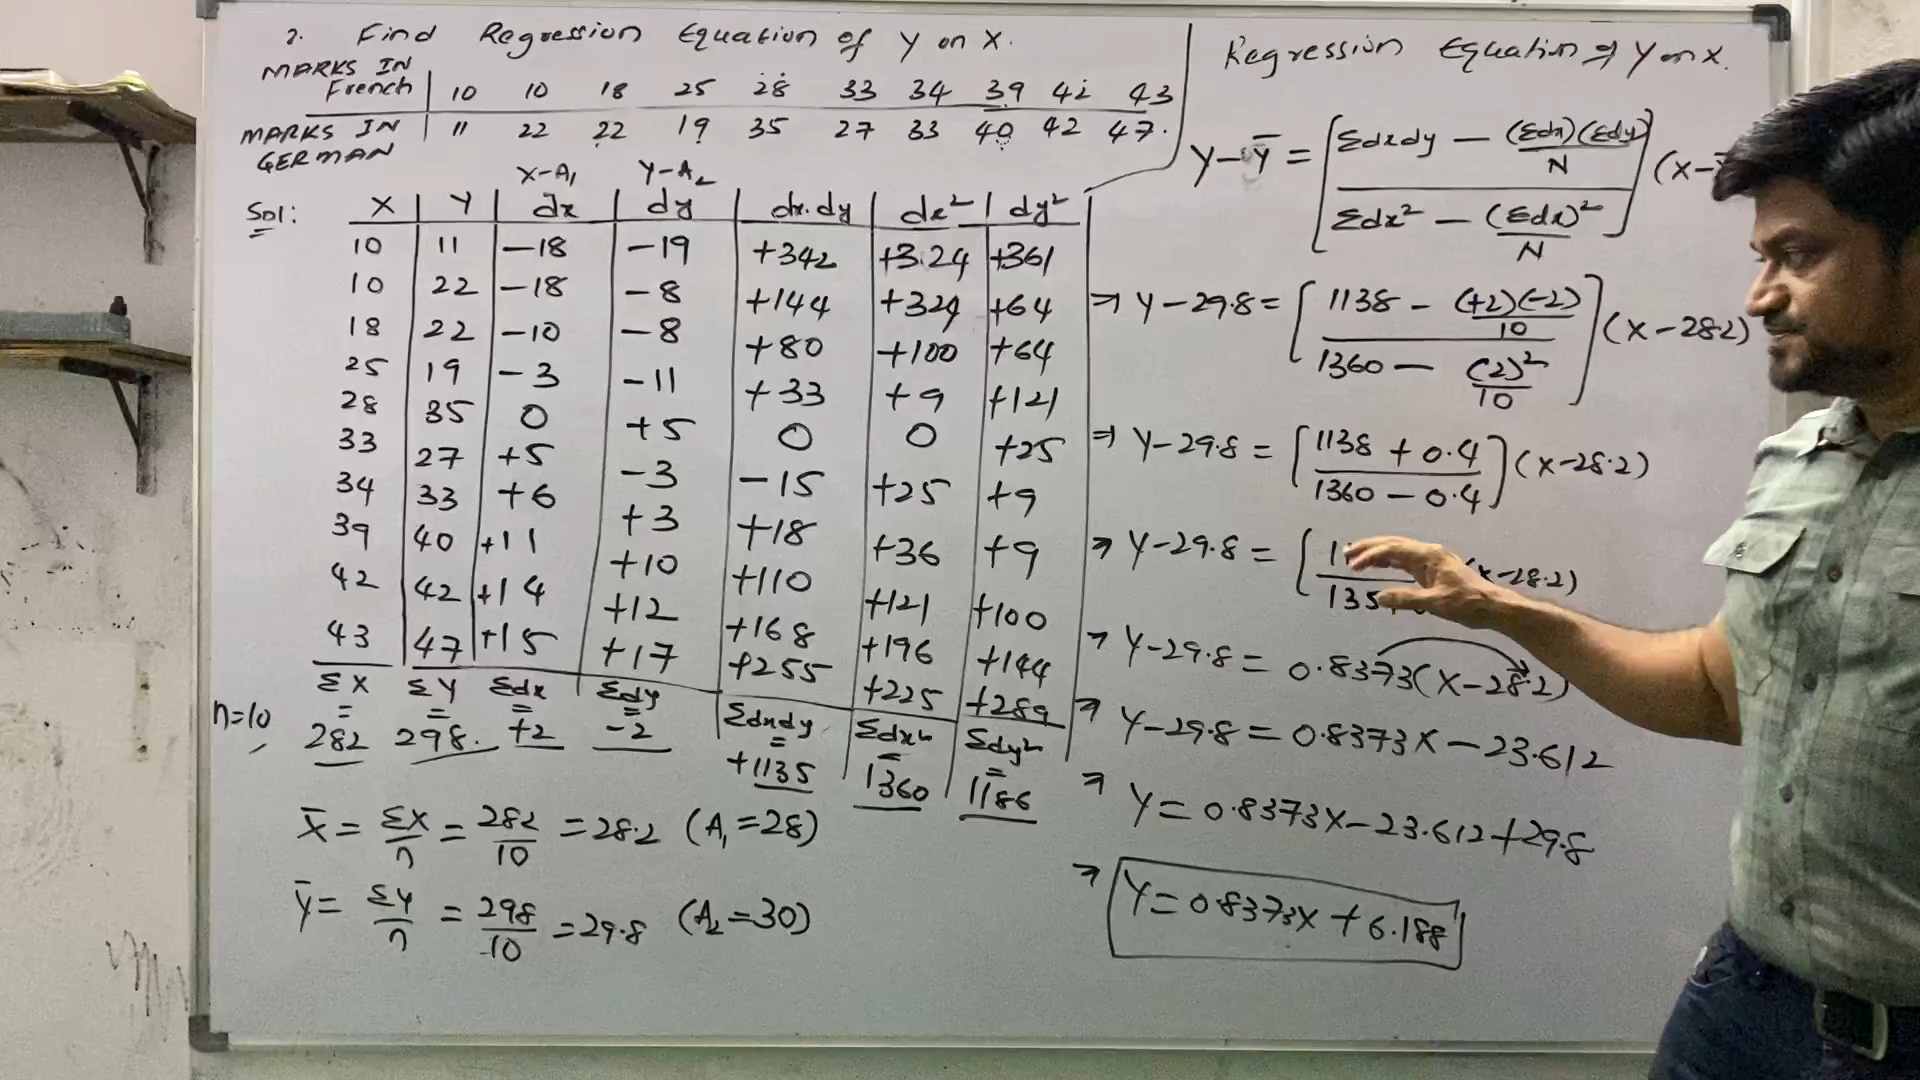 2. Find Regression Equation of Y on X.
MARKS IN French 10 10 18 25 28 33 34 39 42 43
MARKS IN GERMAN 11 22 22 19 35 27 33 40 42 47.
X-A₁ Y-A₂
Sol: X Y dx dy dx.dy dx² dy²
10 11 -18 -19 +342 +324 +361
10 22 -18 -8 +144 +324 +64
18 22 -10 -8 +80 +100 +64
25 19 -3 -11 +33 +9 +121
28 35 0 +5 0 0 +25
33 27 +5 -3 -15 +25 +9
34 33 +6 +3 +18 +36 +9
39 40 +11 +10 +110 +121 +100
42 42 +14 +12 +168 +196 +144
43 47 +15 +17 +255 +225 +289
ΣX ΣY Σdx Σdy Σdxdy Σdx² Σdy²
= = = = = = =
n=10 282 298. +2 -2 +1135 1360 1186
X̄ = ΣX/n = 282/10 = 28.2 (A₁=28)
Ȳ = ΣY/n = 298/10 = 29.8 (A₂=30)
Regression Equation of Y on X.
Y-Ȳ = [Σdxdy - (Σdx)(Σdy)/N / Σdx² - (Σdx)²/N] (X-
⇒ Y-29.8 = [1138 - (+2)(-2)/10 / 1360 - (2)²/10] (X-28.2)
⇒ Y-29.8 = [1138 + 0.4 / 1360 - 0.4] (X-28.2)
⇒ Y-29.8 = [ (X-28.2)
⇒ Y-29.8 = 0.8373(X-28.2)
⇒ Y-29.8 = 0.8373X - 23.612
⇒ Y = 0.8373X - 23.612 + 29.8
⇒ Y = 0.8373X + 6.188